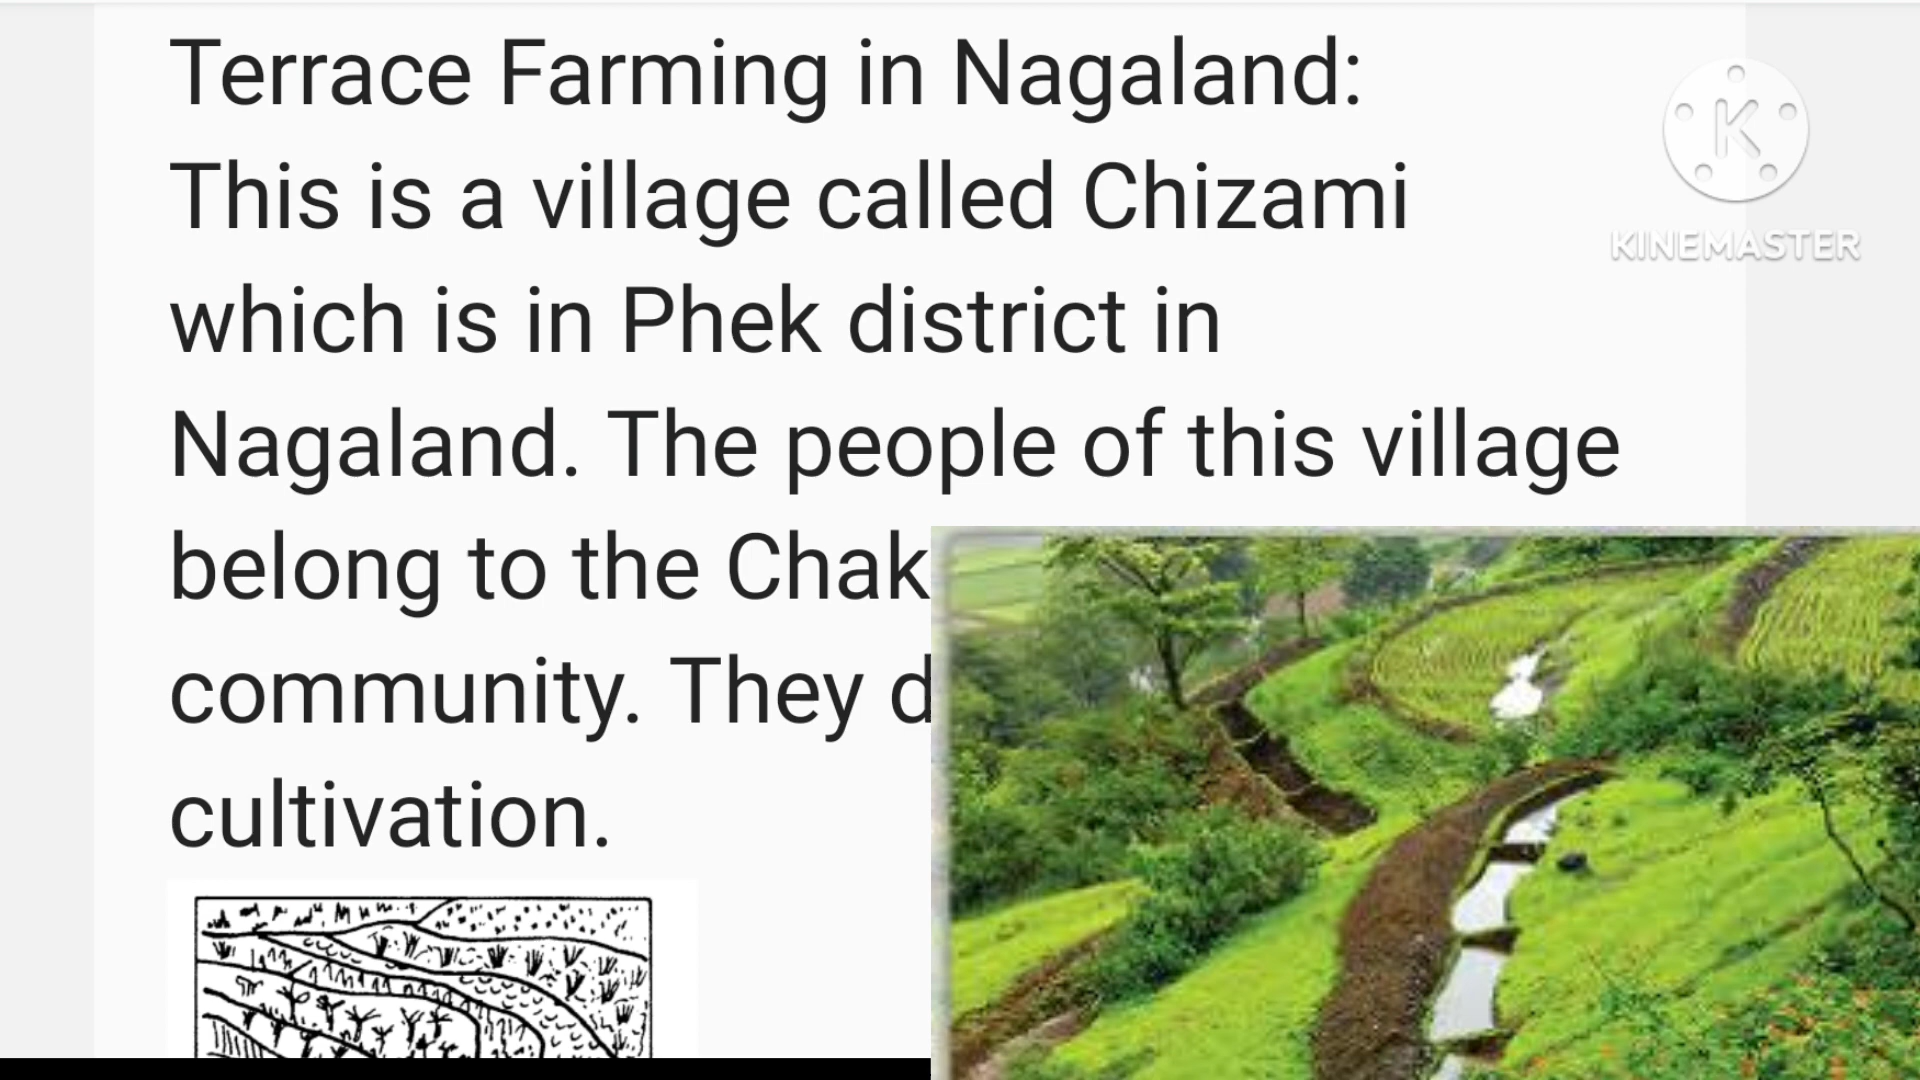 Terrace Farming in Nagaland:
This is a village called Chizami
which is in Phek district in
Nagaland. The people of this village
belong to the Chak
community. They d
cultivation.
K
KINEMASTER